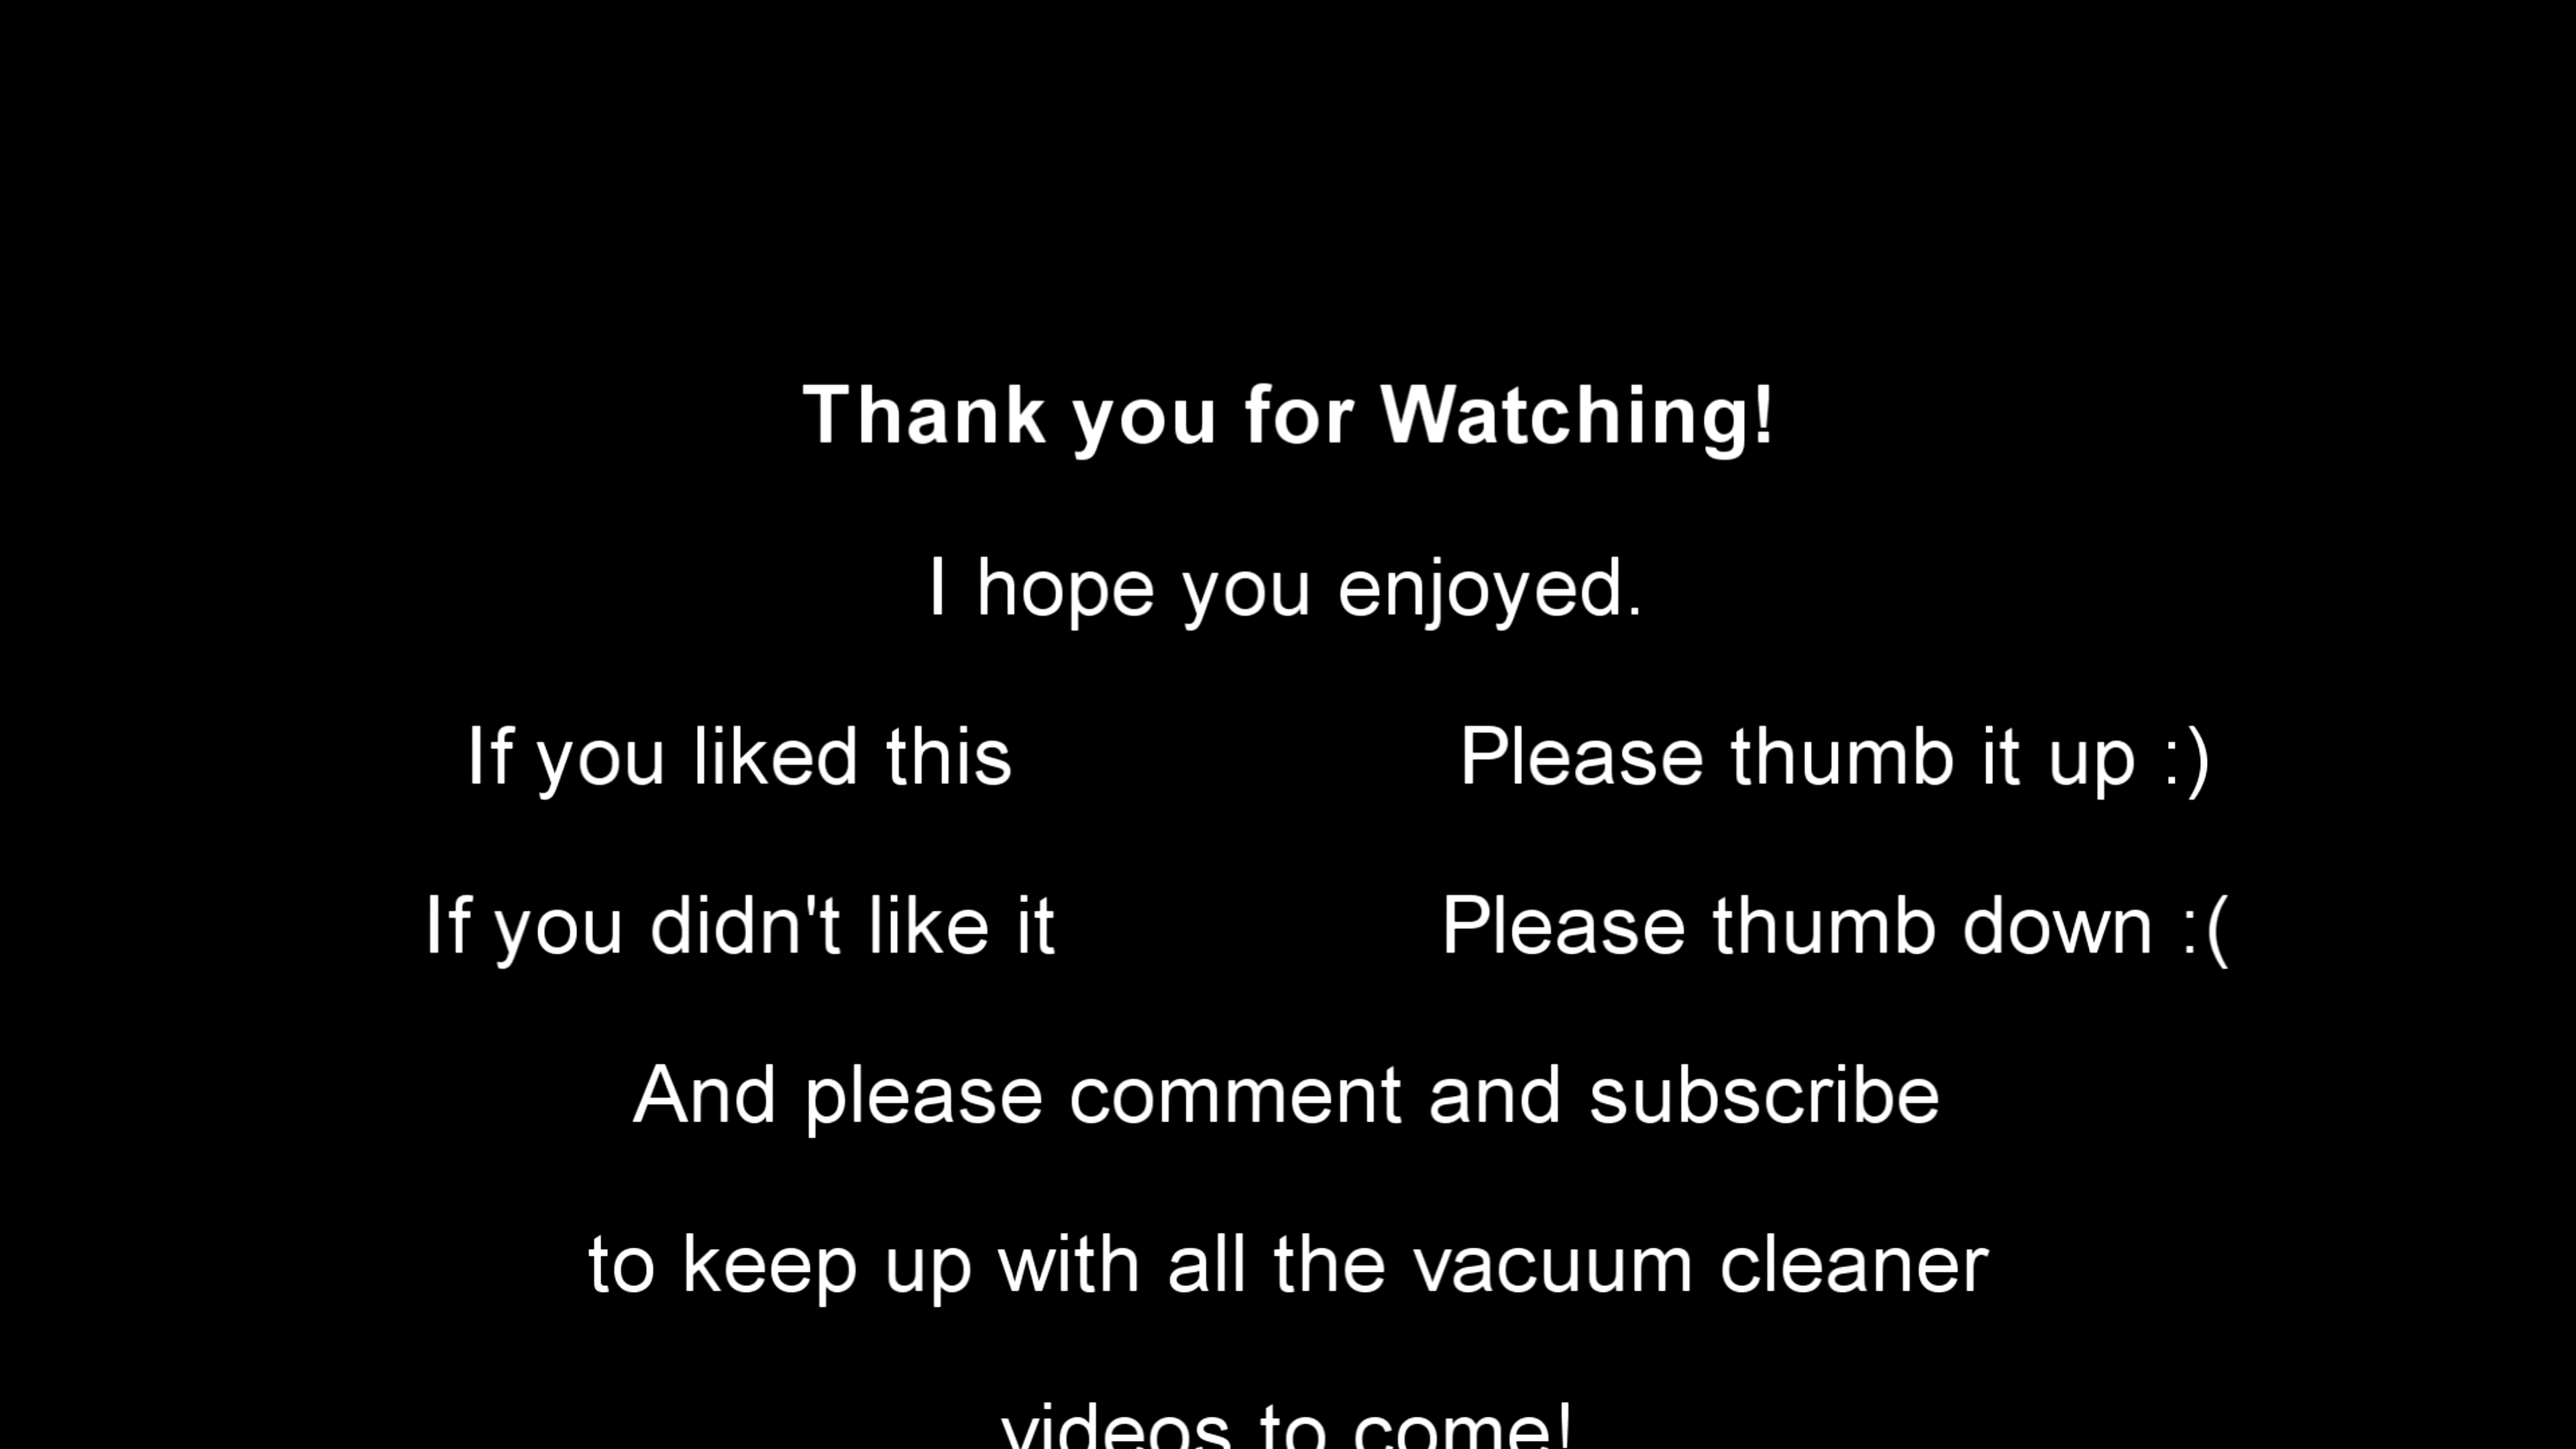 Thank you for Watching!
I hope you enjoyed.
If you liked this Please thumb it up :)
If you didn't like it Please thumb down :(
And please comment and subscribe
to keep up with all the vacuum cleaner
videos to come!